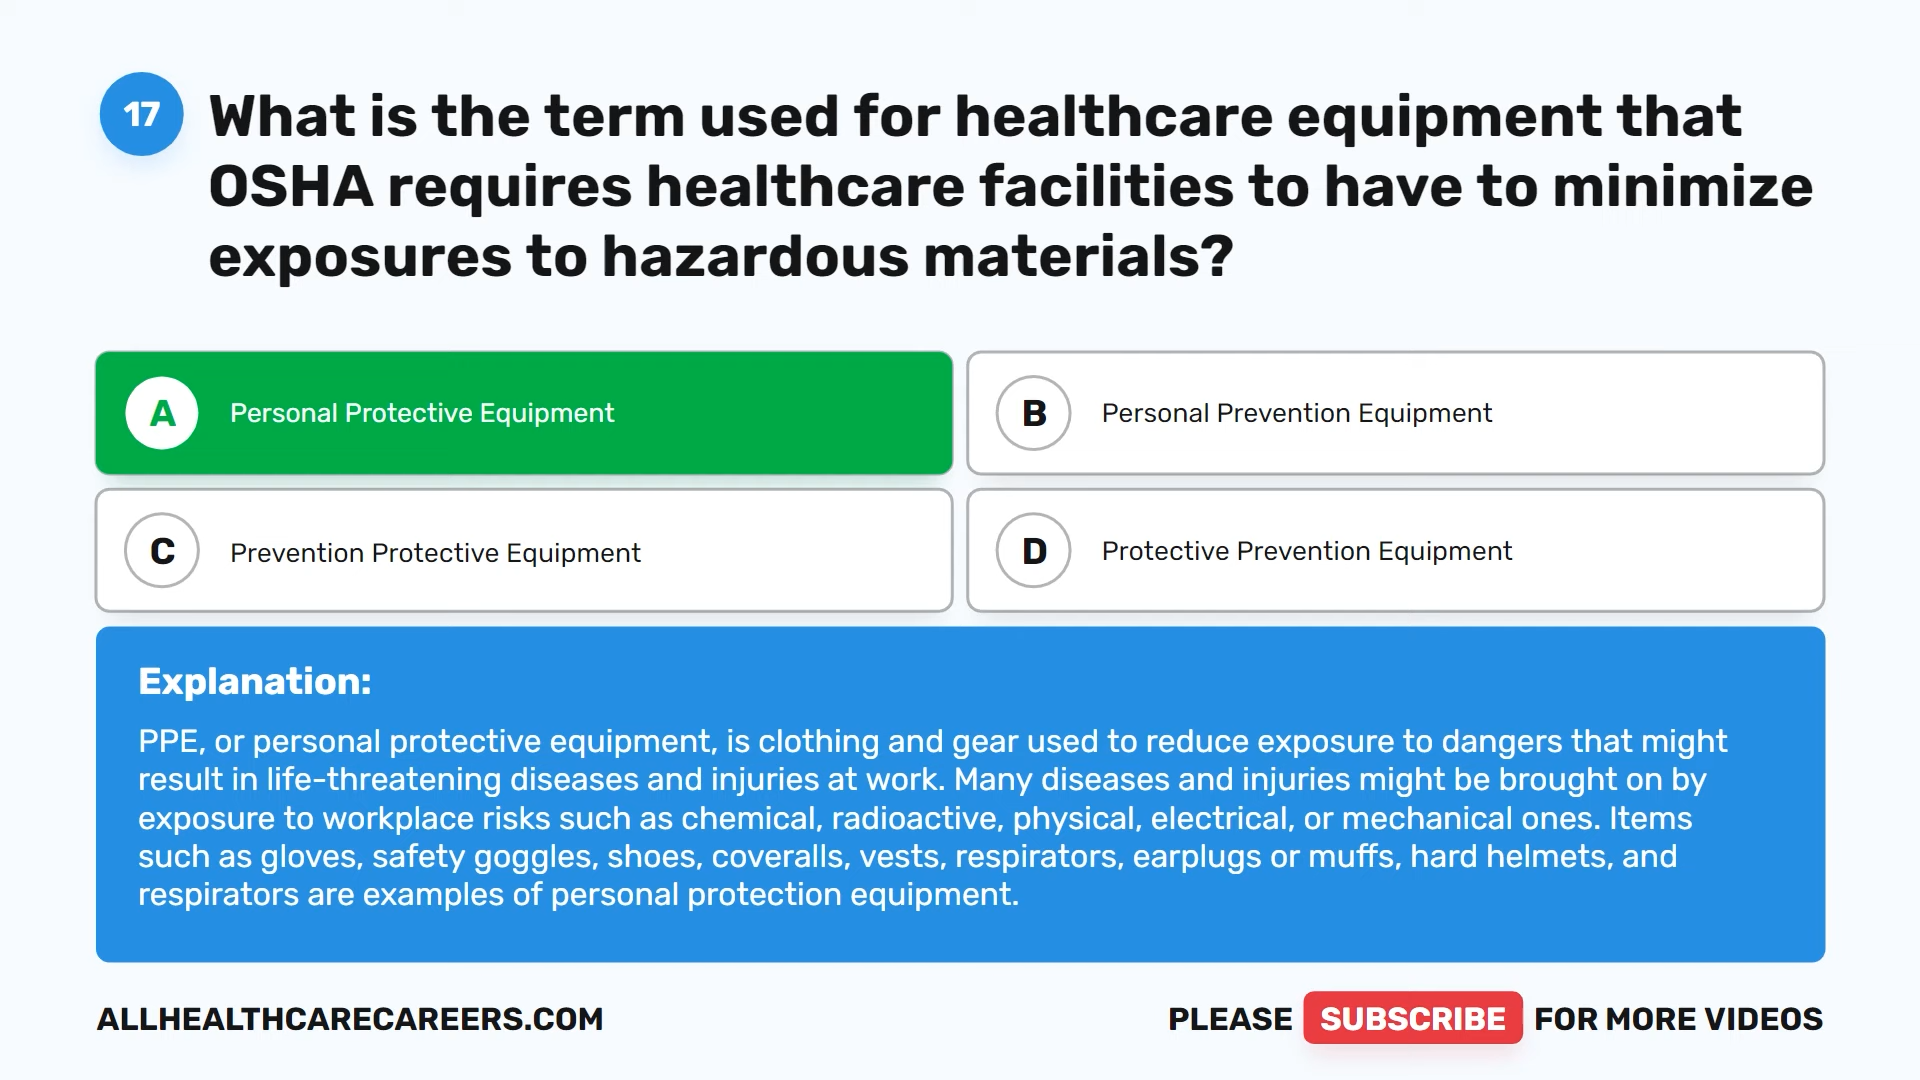 17
What is the term used for healthcare equipment that
OSHA requires healthcare facilities to have to minimize
exposures to hazardous materials?
A Personal Protective Equipment
B Personal Prevention Equipment
C Prevention Protective Equipment
D Protective Prevention Equipment
Explanation:
PPE, or personal protective equipment, is clothing and gear used to reduce exposure to dangers that might
result in life-threatening diseases and injuries at work. Many diseases and injuries might be brought on by
exposure to workplace risks such as chemical, radioactive, physical, electrical, or mechanical ones. Items
such as gloves, safety goggles, shoes, coveralls, vests, respirators, earplugs or muffs, hard helmets, and
respirators are examples of personal protection equipment.
ALLHEALTHCARECAREERS.COM
PLEASE SUBSCRIBE FOR MORE VIDEOS